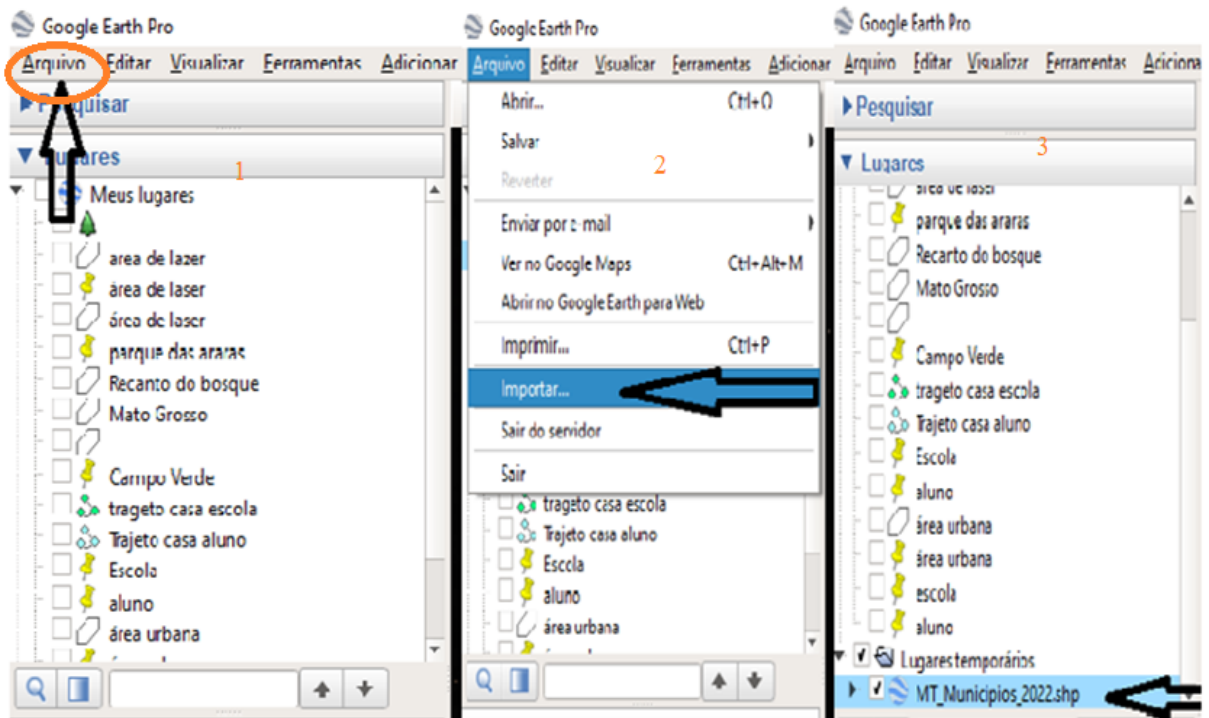 Google Earth Pro
Arquivo Editar Visualizar Ferramentas Adicionar
Pesquisar
Lugares
1
Meus lugares
area de lazer
àrea de laser
área de laser
parque das araras
Recanto do bosque
Mato Grosso
Campo Verde
trageto casa escola
Trajeto casa aluno
Escola
aluno
área urbana
Google Earth Pro
Arquivo Editar Visualizar Ferramentas Adicionar
Abrir... Ctrl+O
Salvar
2
Reverter
Enviar por e-mail
Ver no Google Maps Ctrl+Alt+M
Abrir no Google Earth para Web
Imprimir... Ctrl+P
Importar...
Sair do servidor
Sair
trageto casa escola
Trajeto casa aluno
Escola
aluno
área urbana
Google Earth Pro
Arquivo Editar Visualizar Ferramentas Adiciona
Pesquisar
3
Lugares
área de laser
parque das araras
Recanto do bosque
Mato Grosso
Campo Verde
trageto casa escola
Trajeto casa aluno
Escola
aluno
área urbana
área urbana
escola
aluno
Lugares temporários
MT_Municipios_2022.shp